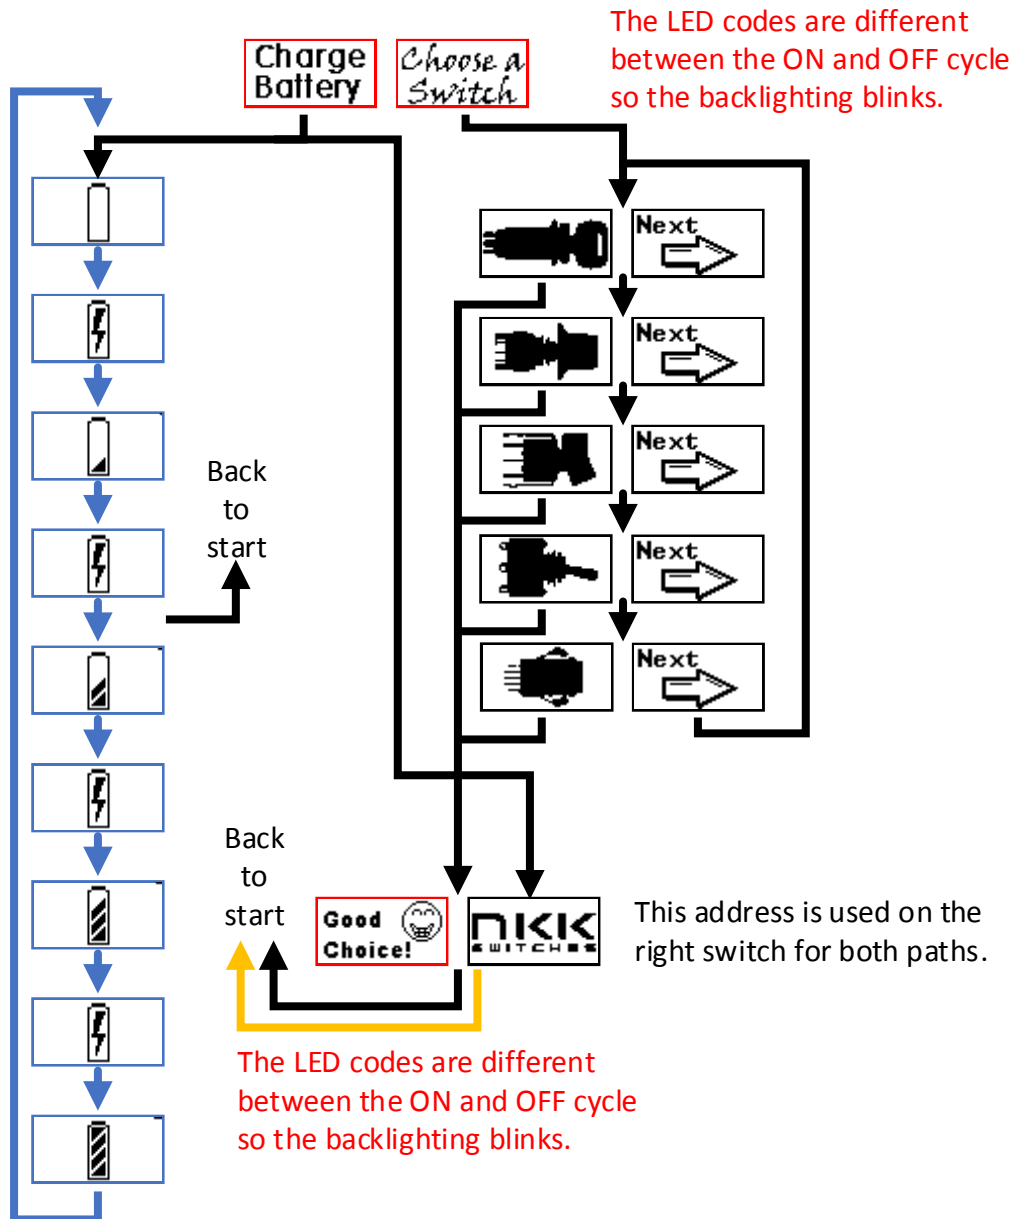 The LED codes are different
between the ON and OFF cycle
so the backlighting blinks.
Charge
Battery
Choose a
Switch
Next
Next
Next
Next
Next
Back
to
start
Back
to
start
Good
Choice!
NKK
SWITCHES
This address is used on the
right switch for both paths.
The LED codes are different
between the ON and OFF cycle
so the backlighting blinks.